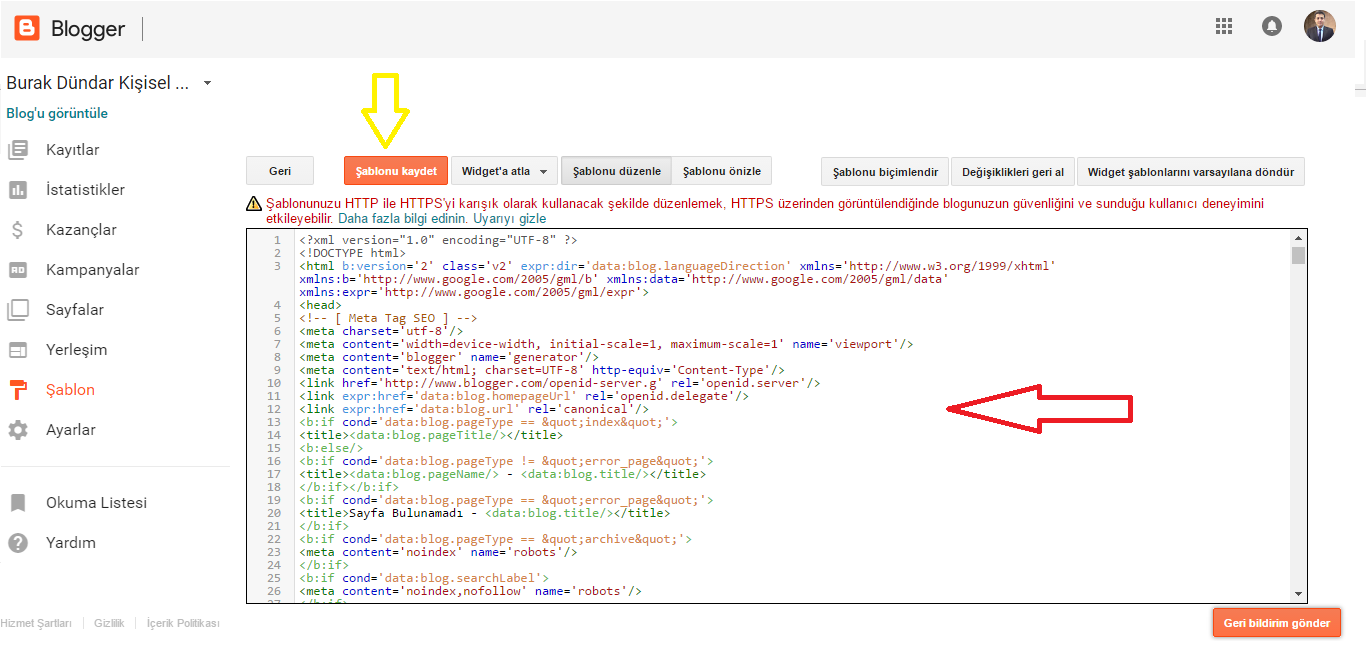 Blogger
Burak Dündar Kişisel ...
Blog'u görüntüle
Kayıtlar
İstatistikler
Kazançlar
Kampanyalar
Sayfalar
Yerleşim
Şablon
Ayarlar
Okuma Listesi
Yardım
Hizmet Şartları Gizlilik İçerik Politikası
Geri Şablonu kaydet Widget'a atla Şablonu düzenle Şablonu önizle Şablonu biçimlendir Değişiklikleri geri al Widget şablonlarını varsayılana döndür
Şablonunuzu HTTP ile HTTPS'yi karışık olarak kullanacak şekilde düzenlemek, HTTPS üzerinden görüntülendiğinde blogunuzun güvenliğini ve sunduğu kullanıcı deneyimini
etkileyebilir. Daha fazla bilgi edinin. Uyarıyı gizle
1 <?xml version="1.0" encoding="UTF-8" ?>
2 <!DOCTYPE html>
3 <html b:version='2' class='v2' expr:dir='data:blog.languageDirection' xmlns='http://www.w3.org/1999/xhtml'
xmlns:b='http://www.google.com/2005/gml/b' xmlns:data='http://www.google.com/2005/gml/data'
xmlns:expr='http://www.google.com/2005/gml/expr'>
4 <head>
5 <!-- [ Meta Tag SEO ] -->
6 <meta charset='utf-8'/>
7 <meta content='width=device-width, initial-scale=1, maximum-scale=1' name='viewport'/>
8 <meta content='blogger' name='generator'/>
9 <meta content='text/html; charset=UTF-8' http-equiv='Content-Type'/>
10 <link href='http://www.blogger.com/openid-server.g' rel='openid.server'/>
11 <link expr:href='data:blog.homepageUrl' rel='openid.delegate'/>
12 <link expr:href='data:blog.url' rel='canonical'/>
13 <b:if cond='data:blog.pageType == &quot;index&quot;'>
14 <title><data:blog.pageTitle/></title>
15 <b:else/>
16 <b:if cond='data:blog.pageType != &quot;error_page&quot;'>
17 <title><data:blog.pageName/> - <data:blog.title/></title>
18 </b:if></b:if>
19 <b:if cond='data:blog.pageType == &quot;error_page&quot;'>
20 <title>Sayfa Bulunamadı - <data:blog.title/></title>
21 </b:if>
22 <b:if cond='data:blog.pageType == &quot;archive&quot;'>
23 <meta content='noindex' name='robots'/>
24 </b:if>
25 <b:if cond='data:blog.searchLabel'>
26 <meta content='noindex,nofollow' name='robots'/>
27 </b:if>
Geri bildirim gönder